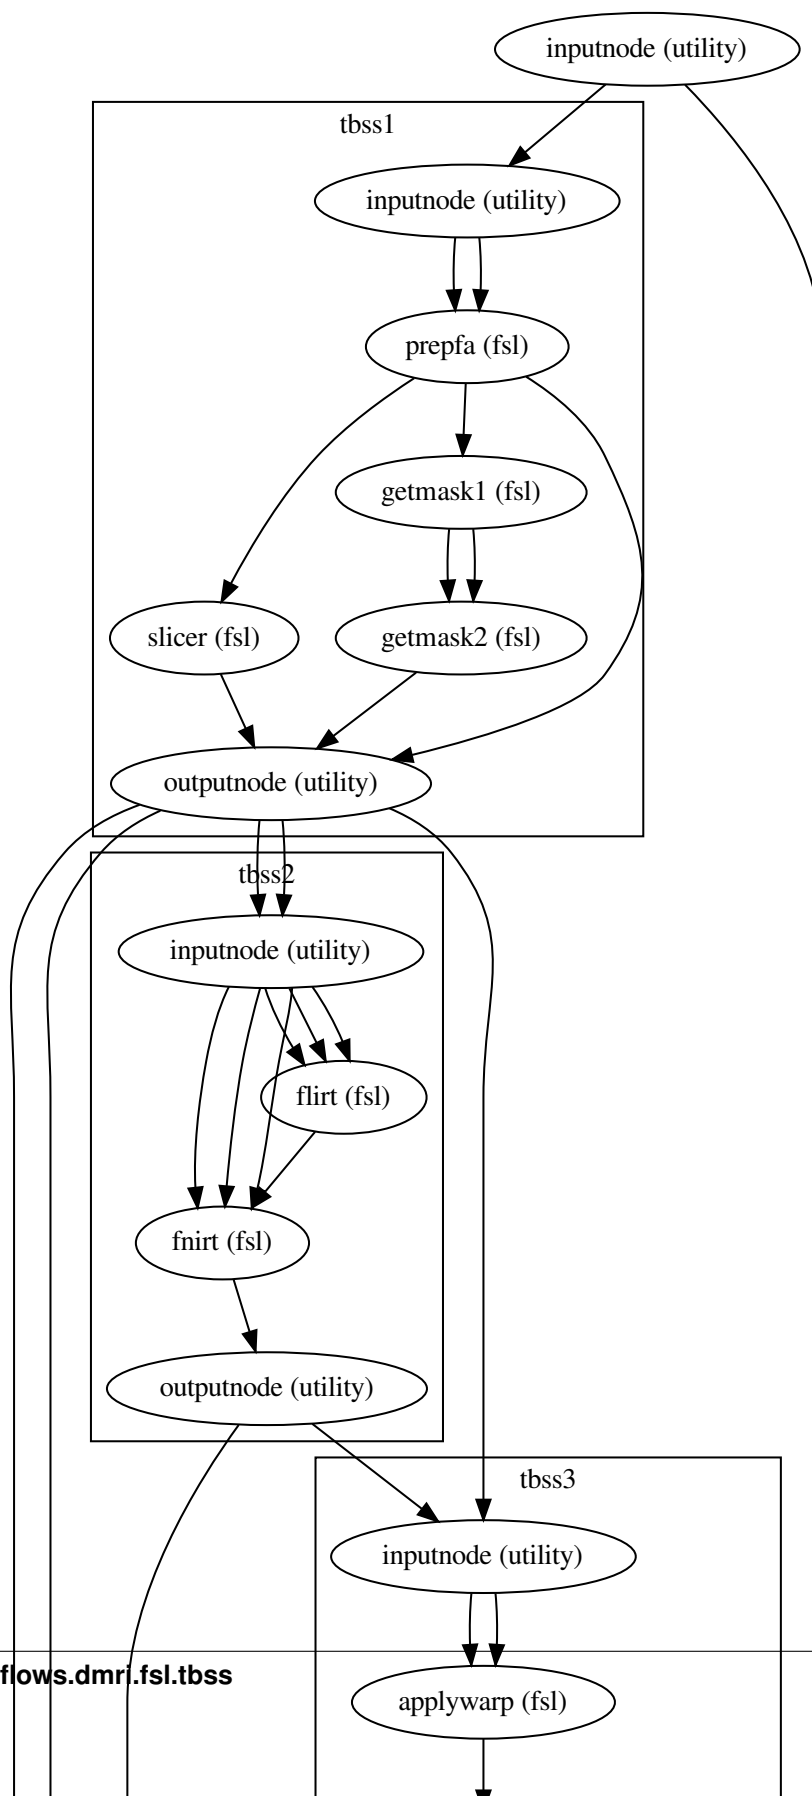 inputnode (utility)
tbss1
inputnode (utility)
prepfa (fsl)
getmask1 (fsl)
slicer (fsl)
getmask2 (fsl)
outputnode (utility)
tbss2
inputnode (utility)
flirt (fsl)
fnirt (fsl)
outputnode (utility)
tbss3
inputnode (utility)
flows.dmri.fsl.tbss
applywarp (fsl)